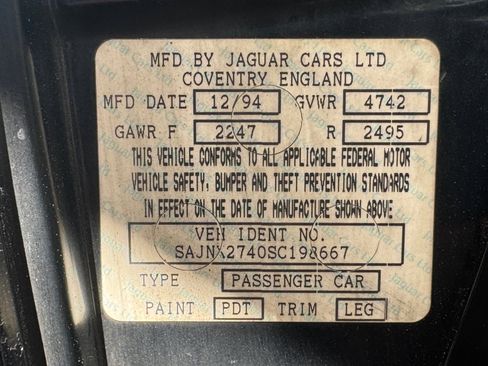 MFD BY JAGUAR CARS LTD
COVENTRY ENGLAND
MFD DATE 12/94 GVWR 4742
GAWR F 2247 R 2495
THIS VEHICLE CONFORMS TO ALL APPLICABLE FEDERAL MOTOR
VEHICLE SAFETY, BUMPER AND THEFT PREVENTION STANDARDS
IN EFFECT ON THE DATE OF MANUFACTURE SHOWN ABOVE
VEH IDENT NO.
SAJNX2740SC198667
TYPE PASSENGER CAR
PAINT PDT TRIM LEG